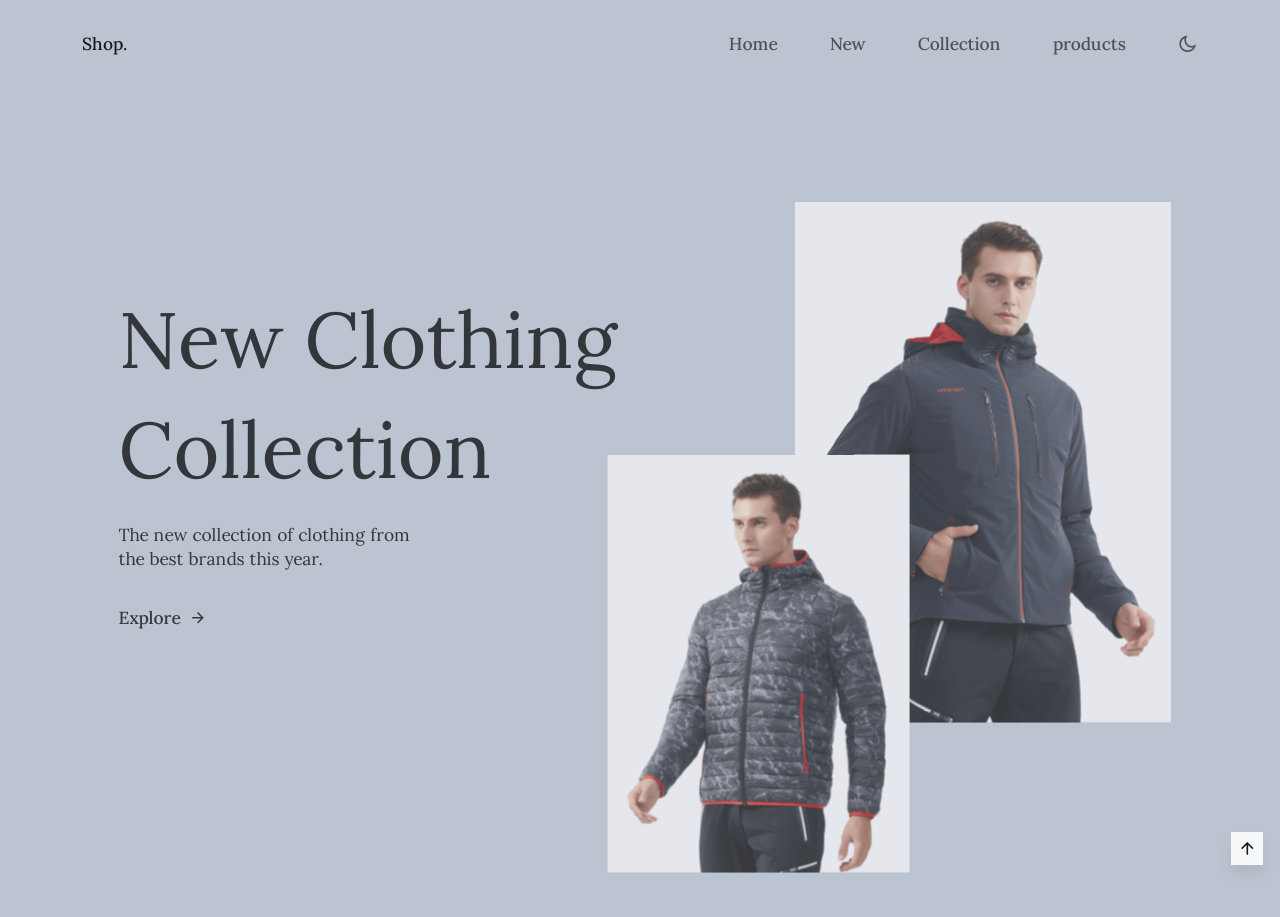 Shop.
Home
New
Collection
products
New Clothing
Collection
The new collection of clothing from
the best brands this year.
Explore